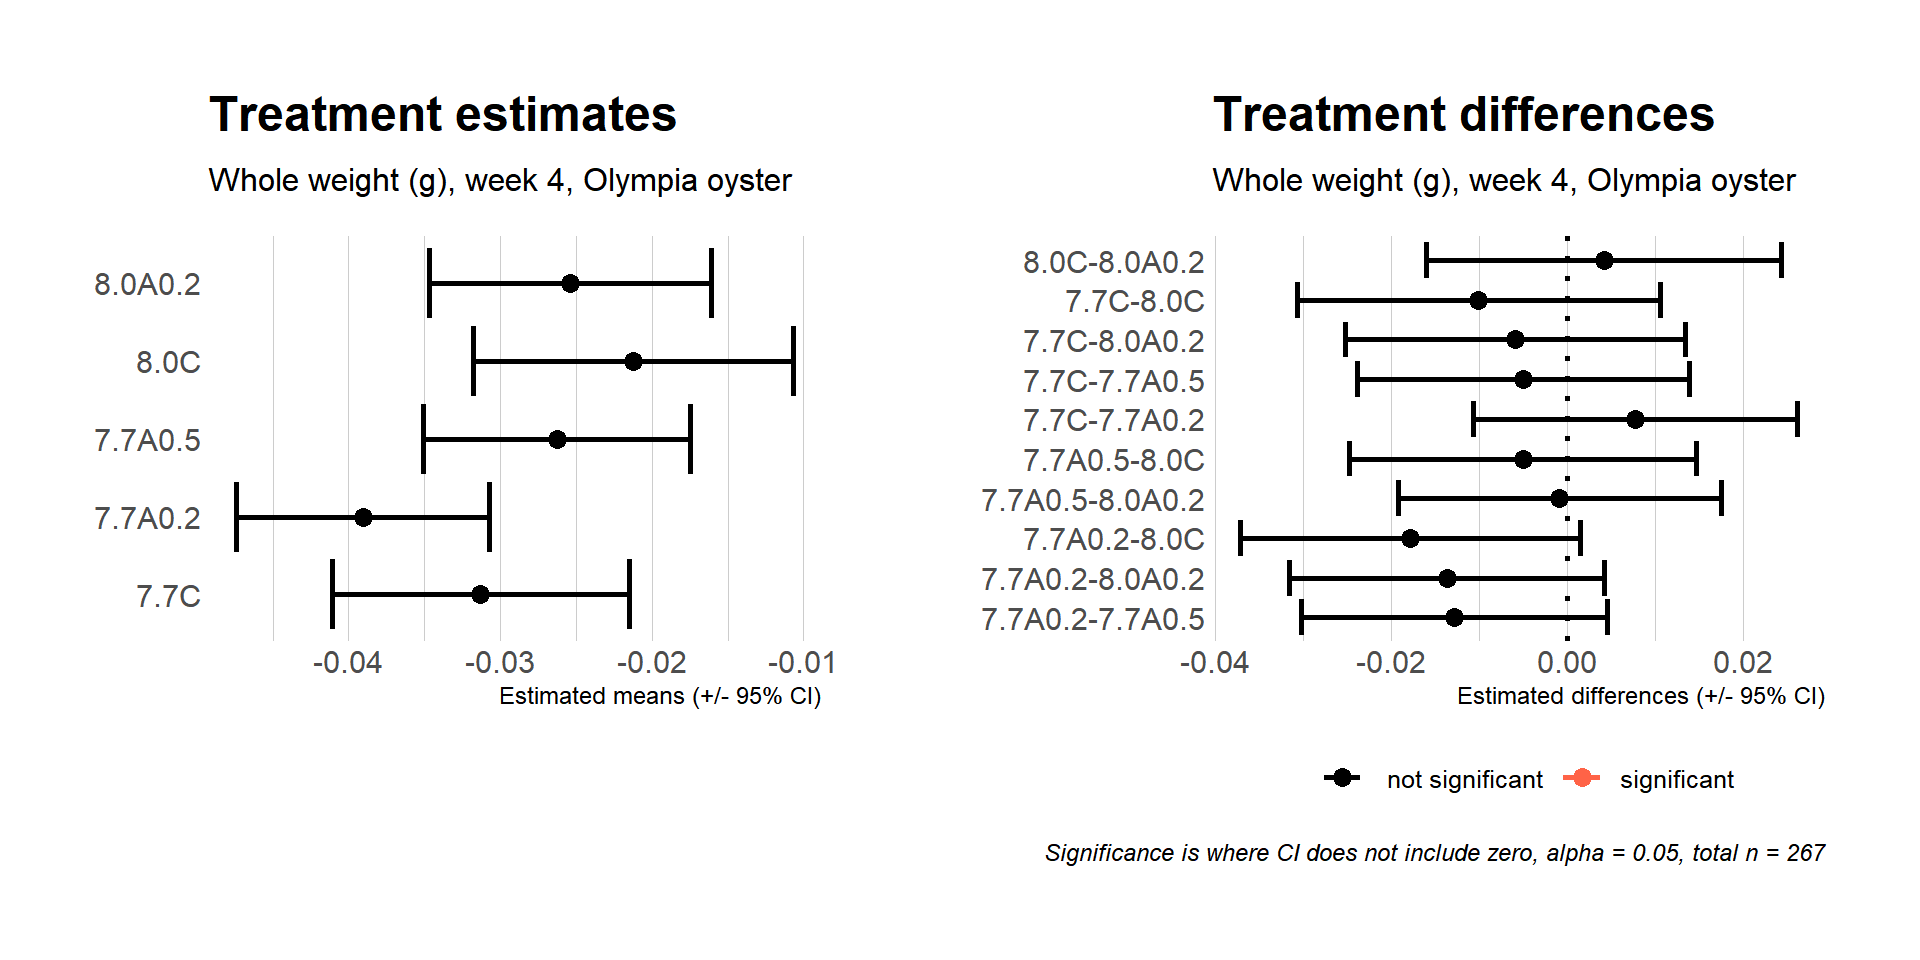 Treatment estimates
Whole weight (g), week 4, Olympia oyster
8.0A0.2
8.0C
7.7A0.5
7.7A0.2
7.7C
-0.04 -0.03 -0.02 -0.01
Estimated means (+/- 95% CI)
Treatment differences
Whole weight (g), week 4, Olympia oyster
8.0C-8.0A0.2
7.7C-8.0C
7.7C-8.0A0.2
7.7C-7.7A0.5
7.7C-7.7A0.2
7.7A0.5-8.0C
7.7A0.5-8.0A0.2
7.7A0.2-8.0C
7.7A0.2-8.0A0.2
7.7A0.2-7.7A0.5
-0.04 -0.02 0.00 0.02
Estimated differences (+/- 95% CI)
not significant significant
Significance is where CI does not include zero, alpha = 0.05, total n = 267